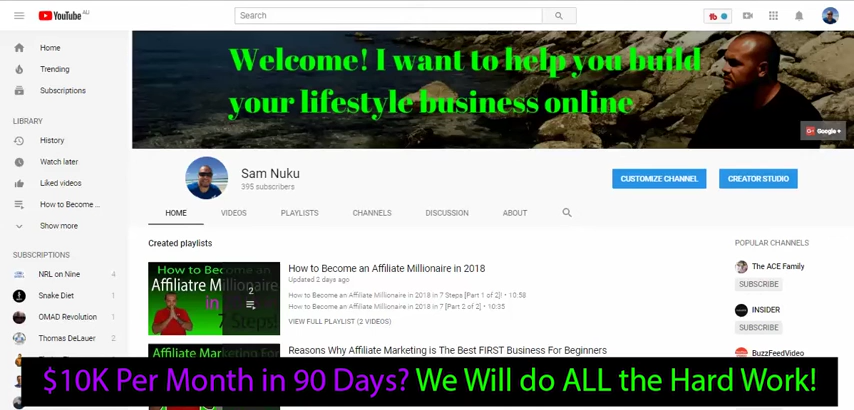 YouTube AU
Search
Home
Trending
Subscriptions
LIBRARY
History
Watch later
Liked videos
How to Become ...
Show more
SUBSCRIPTIONS
NRL on Nine 4
Snake Diet 1
OMAD Revolution 1
Thomas DeLauer 2
Welcome! I want to help you build
your lifestyle business online
Google +
Sam Nuku
395 subscribers
CUSTOMIZE CHANNEL
CREATOR STUDIO
HOME VIDEOS PLAYLISTS CHANNELS DISCUSSION ABOUT
Created playlists
How to Become an
Affiliatre Millionaire
in
7 Steps!
2
How to Become an Affiliate Millionaire in 2018
Updated 2 days ago
How to Become an Affiliate Millionaire in 2018 in 7 Steps [Part 1 of 2] • 10:58
How to Become an Affiliate Millionaire in 2018 in 7 [Part 2 of 2] • 10:35
VIEW FULL PLAYLIST (2 VIDEOS)
Affiliate Marketing For
Reasons Why Affiliate Marketing is The Best FIRST Business For Beginners
POPULAR CHANNELS
The ACE Family
SUBSCRIBE
INSIDER
SUBSCRIBE
BuzzFeedVideo
$10K Per Month in 90 Days? We Will do ALL the Hard Work!